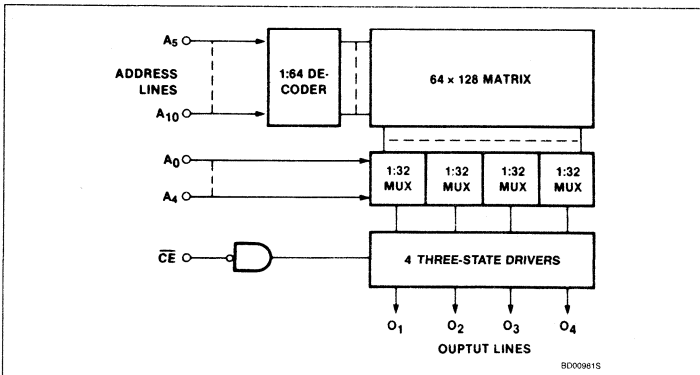 A5
ADDRESS
LINES
A10
1:64 DE-
CODER
64 × 128 MATRIX
A0
A4
1:32
MUX
1:32
MUX
1:32
MUX
1:32
MUX
CE
4 THREE-STATE DRIVERS
O1
O2
O3
O4
OUPTUT LINES
BD00981S